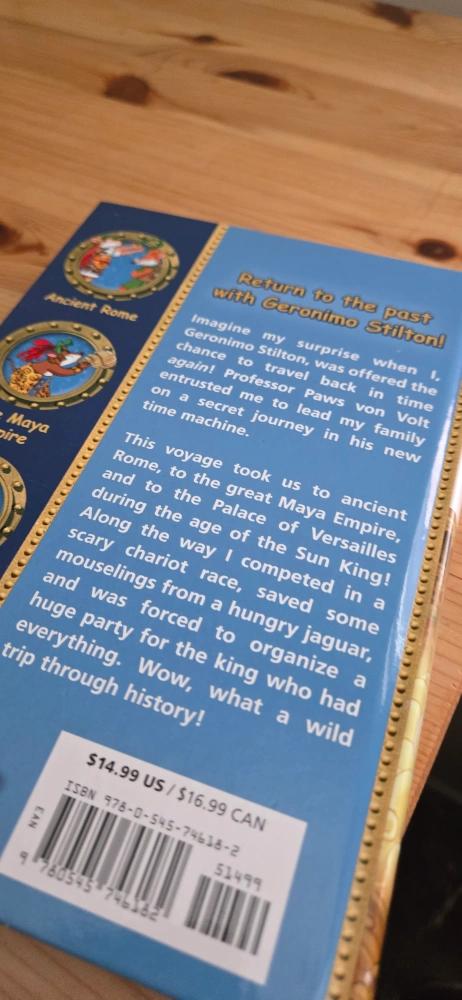 Ancient Rome
Maya
Return to the past
with Geronimo Stilton!
Imagine my surprise when I,
Geronimo Stilton, was offered the
chance to travel back in time
again! Professor Paws von Volt
entrusted me to lead my family
on a secret journey in his new
time machine.
This voyage took us to ancient
Rome, to the great Maya Empire,
and to the Palace of Versailles
during the age of the Sun King!
Along the way I competed in a
scary chariot race, saved some
mouselings from a hungry jaguar,
and was forced to organize a
huge party for the king who had
everything. Wow, what a wild
trip through history!
$14.99 US / $16.99 CAN
ISBN 978-0-545-74618-2
51499
EAN
9 780545 746182